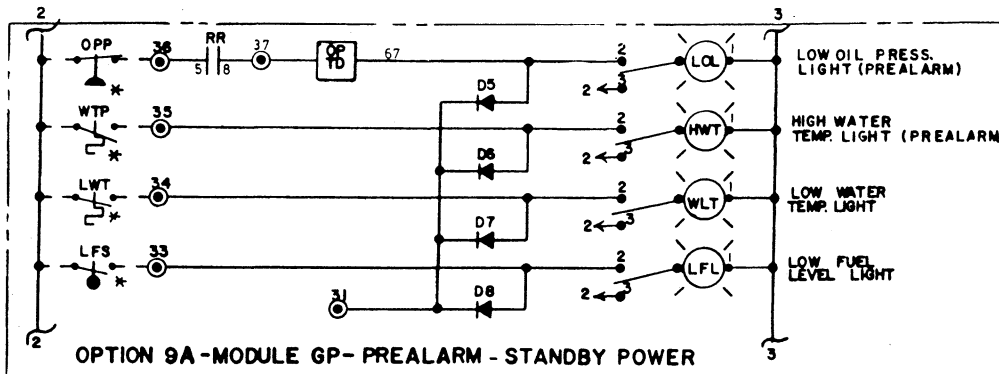 2 3
OPP 36 RR 37 OP TD 67 2 LOL LOW OIL PRESS.
5 8 LIGHT (PREALARM)
* 2 3
D5
WTP 35 2 HWT HIGH WATER
TEMP. LIGHT (PREALARM
* 2 3
D6
LWT 34 2 WLT LOW WATER
TEMP. LIGHT
* 2 3
D7
LFS 33 2 LFL LOW FUEL
LEVEL LIGHT
* 31 D8 2 3
2 3
OPTION 9A-MODULE GP-PREALARM - STANDBY POWER